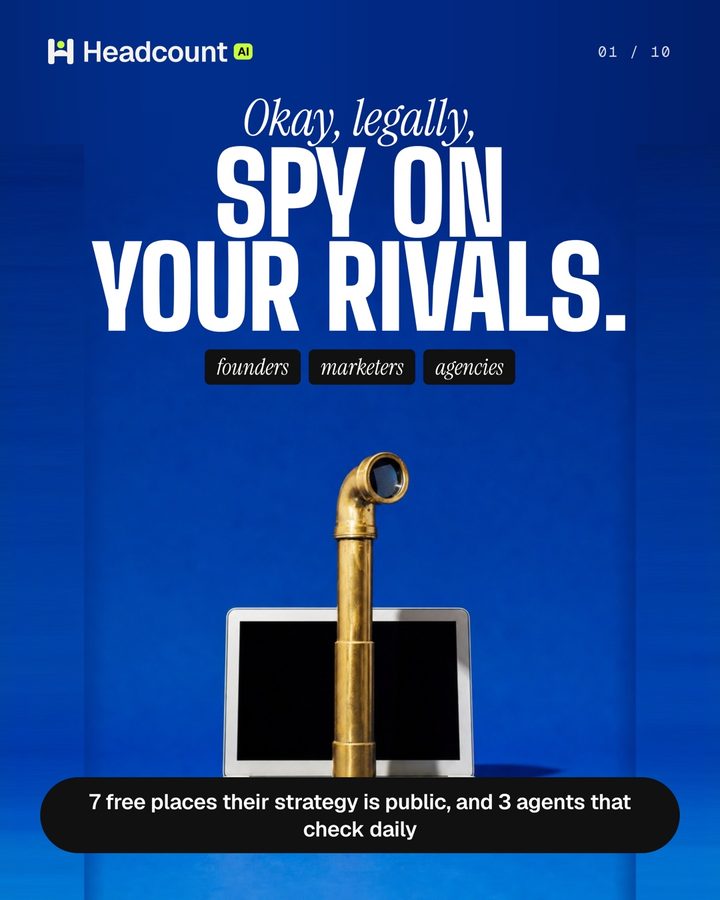 Headcount AI
01 / 10
Okay, legally,
SPY ON
YOUR RIVALS.
founders marketers agencies
7 free places their strategy is public, and 3 agents that
check daily